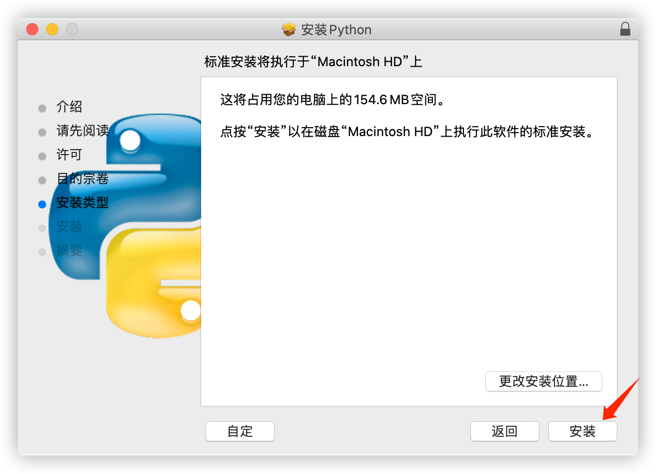 安装Python
标准安装将执行于“Macintosh HD”上
介绍
请先阅读
许可
目的宗卷
安装类型
安装
摘要
这将占用您的电脑上的154.6 MB空间。
点按“安装”以在磁盘“Macintosh HD”上执行此软件的标准安装。
更改安装位置...
自定
返回
安装